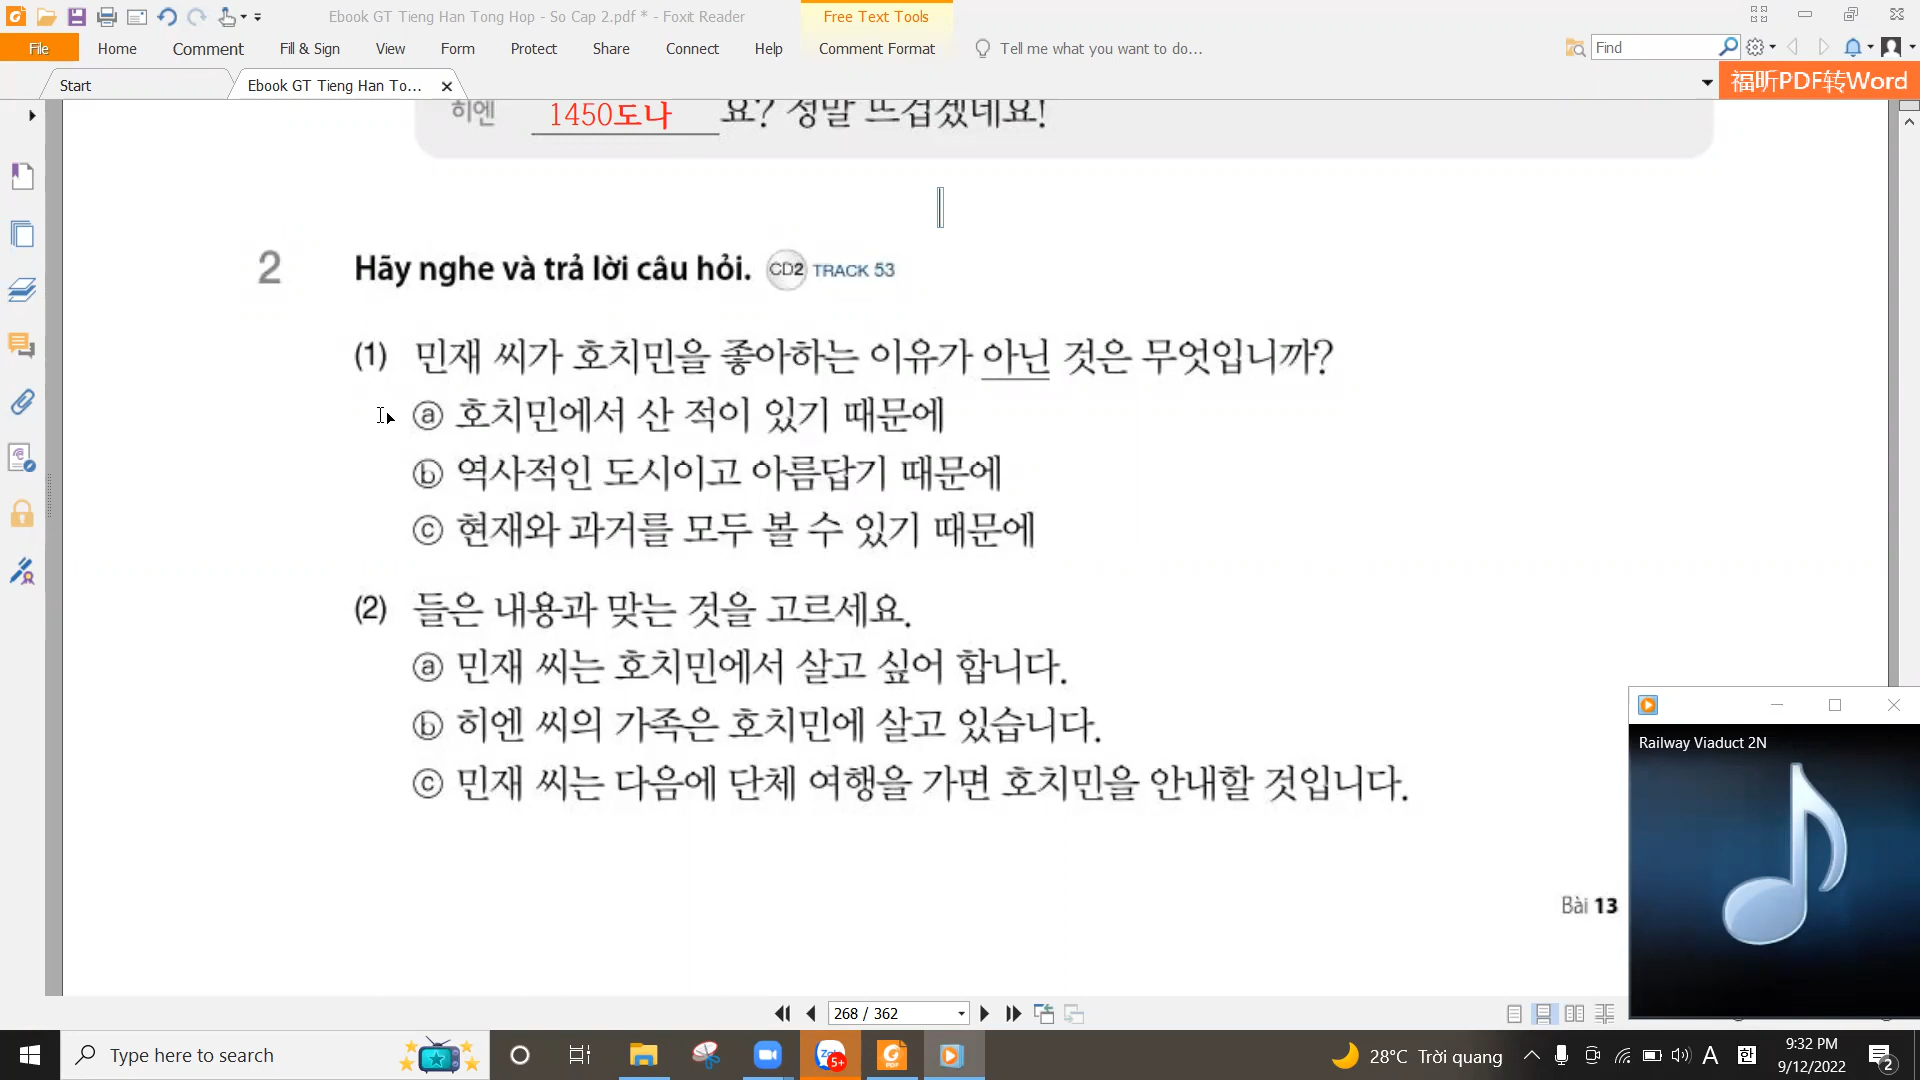 Ebook GT Tieng Han Tong Hop - So Cap 2.pdf * - Foxit Reader
Free Text Tools
File
Home
Comment
Fill & Sign
View
Form
Protect
Share
Connect
Help
Comment Format
Tell me what you want to do...
Find
Start
Ebook GT Tieng Han To...
福昕PDF转Word
히엔 1450도나 요? 정말 뜨겁겠네요!
2 Hãy nghe và trả lời câu hỏi. CD2 TRACK 53
(1) 민재 씨가 호치민을 좋아하는 이유가 아닌 것은 무엇입니까?
ⓐ 호치민에서 산 적이 있기 때문에
ⓑ 역사적인 도시이고 아름답기 때문에
ⓒ 현재와 과거를 모두 볼 수 있기 때문에
(2) 들은 내용과 맞는 것을 고르세요.
ⓐ 민재 씨는 호치민에서 살고 싶어 합니다.
ⓑ 히엔 씨의 가족은 호치민에 살고 있습니다.
ⓒ 민재 씨는 다음에 단체 여행을 가면 호치민을 안내할 것입니다.
Railway Viaduct 2N
Bài 13
268 / 362
Type here to search
Zalo
5+
PDF
28°C Trời quang
A
한
9:32 PM
9/12/2022
2